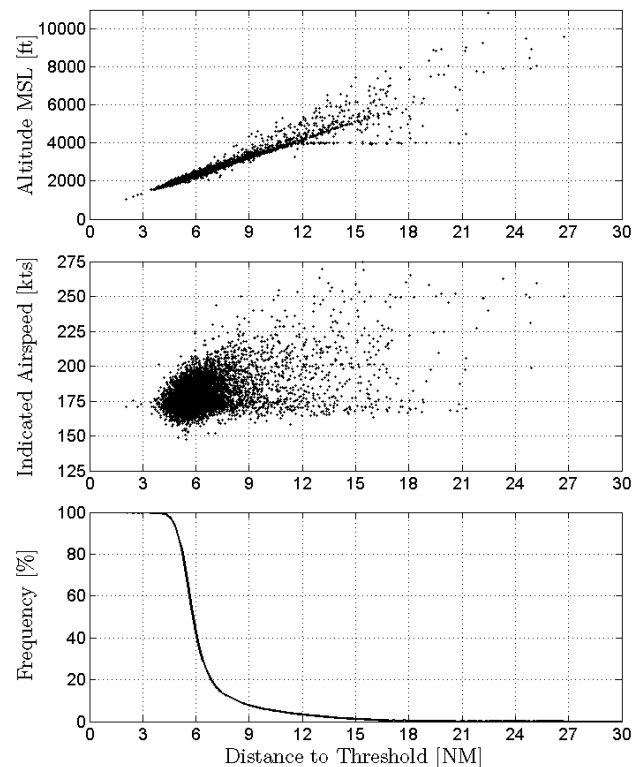 Altitude MSL [ft]
10000
8000
6000
4000
2000
0
0 3 6 9 12 15 18 21 24 27 30
Indicated Airspeed [kts]
275
250
225
200
175
150
125
0 3 6 9 12 15 18 21 24 27 30
Frequency [%]
100
80
60
40
20
0
0 3 6 9 12 15 18 21 24 27 30
Distance to Threshold [NM]